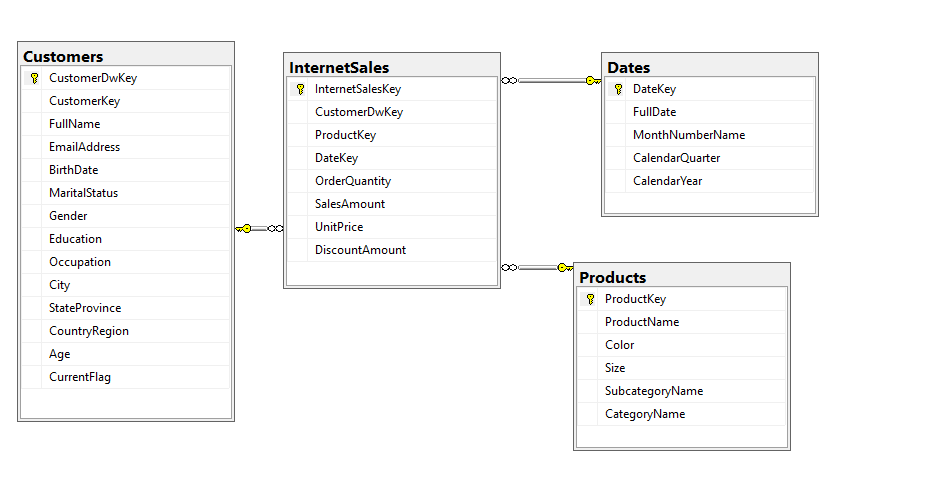 Customers
CustomerDwKey
CustomerKey
FullName
EmailAddress
BirthDate
MaritalStatus
Gender
Education
Occupation
City
StateProvince
CountryRegion
Age
CurrentFlag
InternetSales
InternetSalesKey
CustomerDwKey
ProductKey
DateKey
OrderQuantity
SalesAmount
UnitPrice
DiscountAmount
Dates
DateKey
FullDate
MonthNumberName
CalendarQuarter
CalendarYear
Products
ProductKey
ProductName
Color
Size
SubcategoryName
CategoryName